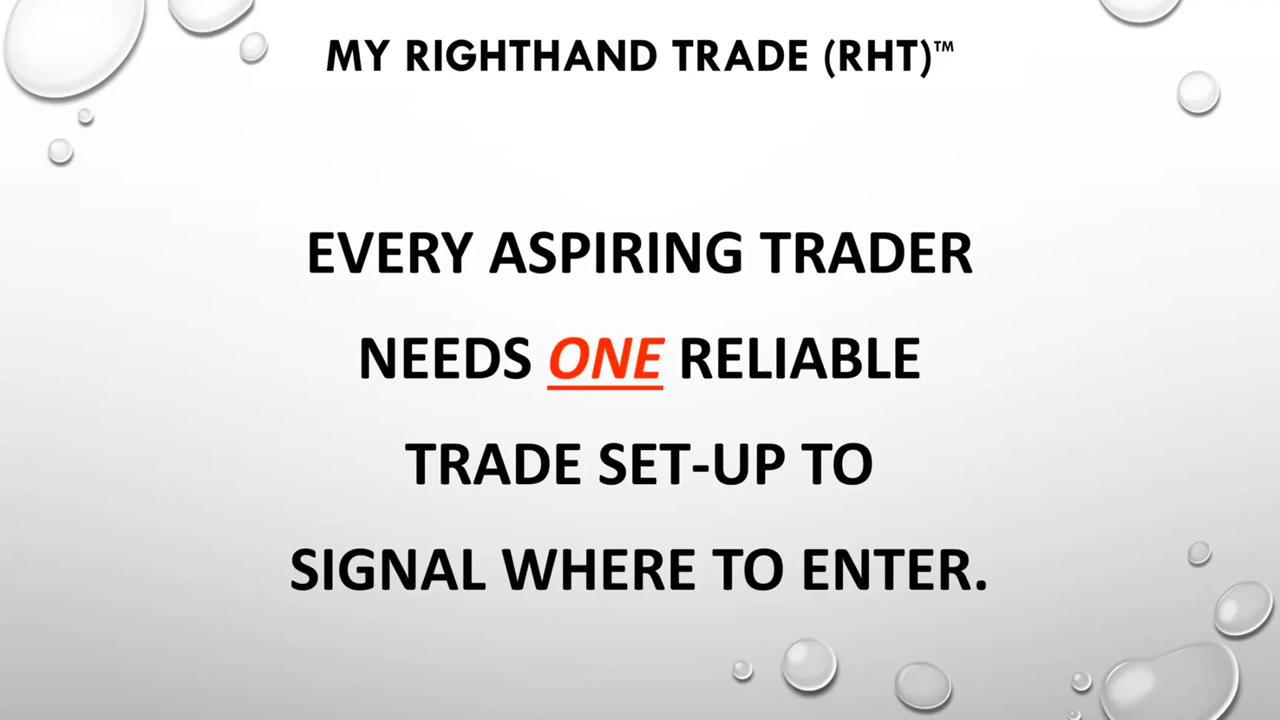 MY RIGHTHAND TRADE (RHT)™
EVERY ASPIRING TRADER
NEEDS ONE RELIABLE
TRADE SET-UP TO
SIGNAL WHERE TO ENTER.